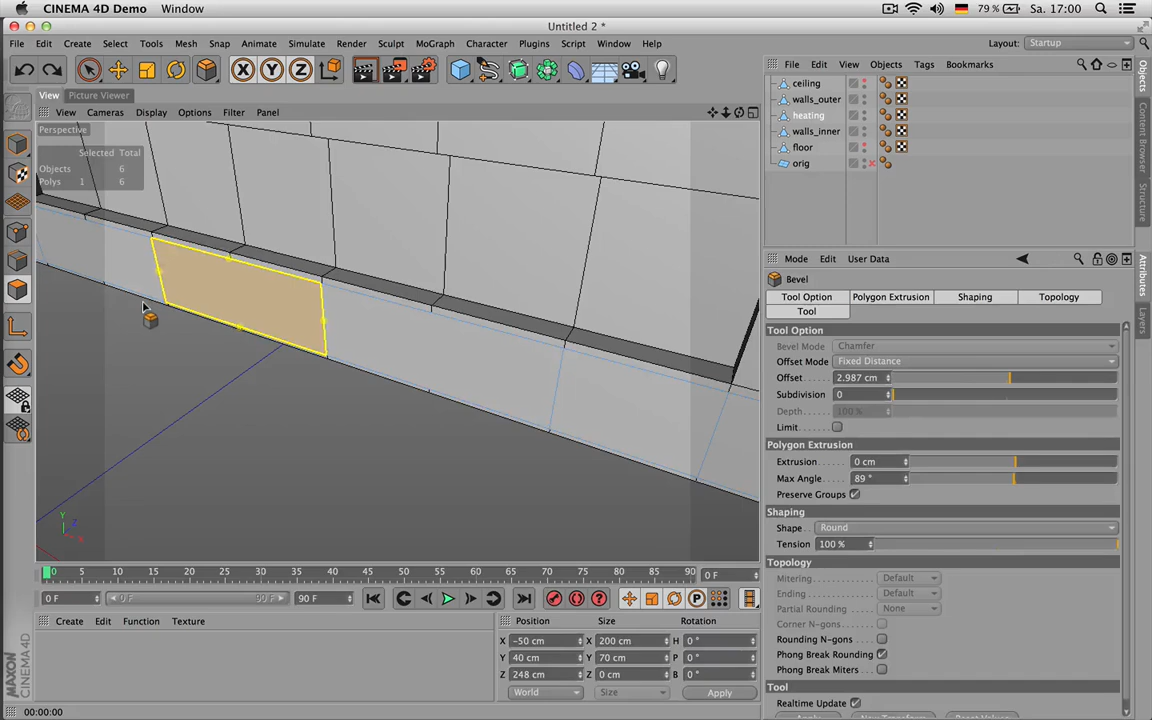 CINEMA 4D Demo Window 79 % Sa. 17:00
Untitled 2 *
File Edit Create Select Tools Mesh Snap Animate Simulate Render Sculpt MoGraph Character Plugins Script Window Help Layout: Startup
X Y Z
File Edit View Objects Tags Bookmarks
View Picture Viewer
View Cameras Display Options Filter Panel
Perspective
Selected Total
Objects 6
Polys 1 6
ceiling
walls_outer
heating
walls_inner
floor
orig
Objects
Content Browser
Structure
Mode Edit User Data
Attributes
Layers
Bevel
Tool Option Polygon Extrusion Shaping Topology
Tool
Tool Option
Bevel Mode Chamfer
Offset Mode Fixed Distance
Offset 2.987 cm
Subdivision 0
Depth 100 %
Limit
Polygon Extrusion
Extrusion 0 cm
Max Angle 89 °
Preserve Groups
Shaping
Shape Round
Tension 100 %
Topology
Mitering Default
Ending Default
Partial Rounding None
Corner N-gons
Rounding N-gons
Phong Break Rounding
Phong Break Miters
Tool
Realtime Update
Y Z X
0 5 10 15 20 25 30 35 40 45 50 55 60 65 70 75 80 85 90 0 F
0 F 0 F 90 F 90 F
P
Create Edit Function Texture
Position Size Rotation
X -50 cm X 200 cm H 0 °
Y 40 cm Y 70 cm P 0 °
Z 248 cm Z 0 cm B 0 °
World Size Apply
MAXON CINEMA 4D
00:00:00